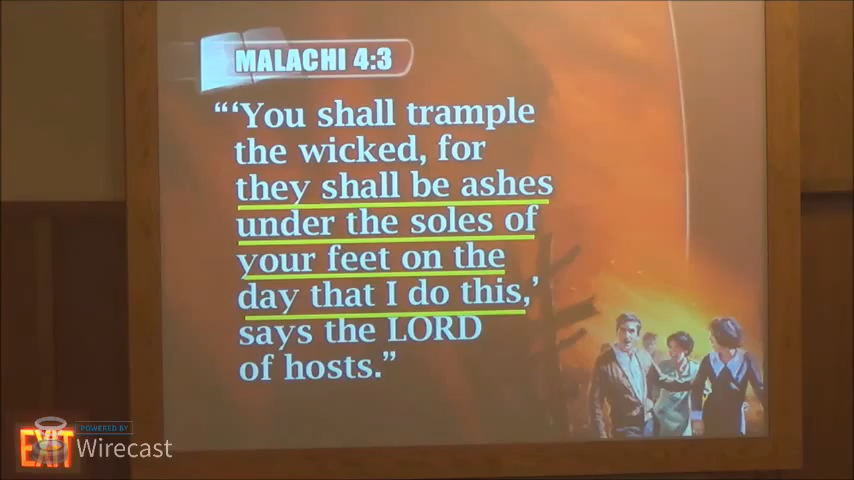 MALACHI 4:3
“‘You shall trample
the wicked, for
they shall be ashes
under the soles of
your feet on the
day that I do this,’
says the LORD
of hosts.”
EXIT
POWERED BY
Wirecast